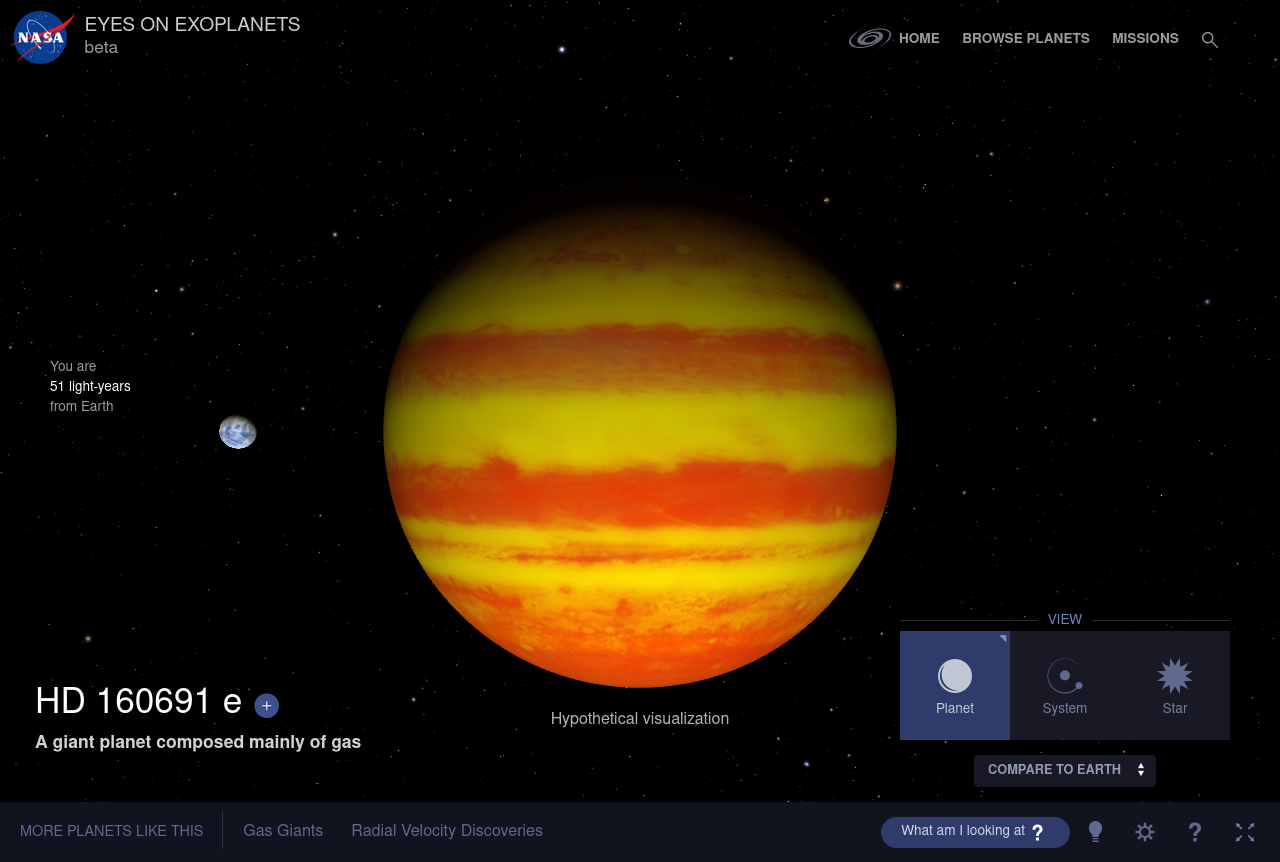 NASA
EYES ON EXOPLANETS
beta
HOME
BROWSE PLANETS
MISSIONS
You are
51 light-years
from Earth
HD 160691 e +
A giant planet composed mainly of gas
Hypothetical visualization
VIEW
Planet
System
Star
COMPARE TO EARTH
MORE PLANETS LIKE THIS
Gas Giants
Radial Velocity Discoveries
What am I looking at ?
?